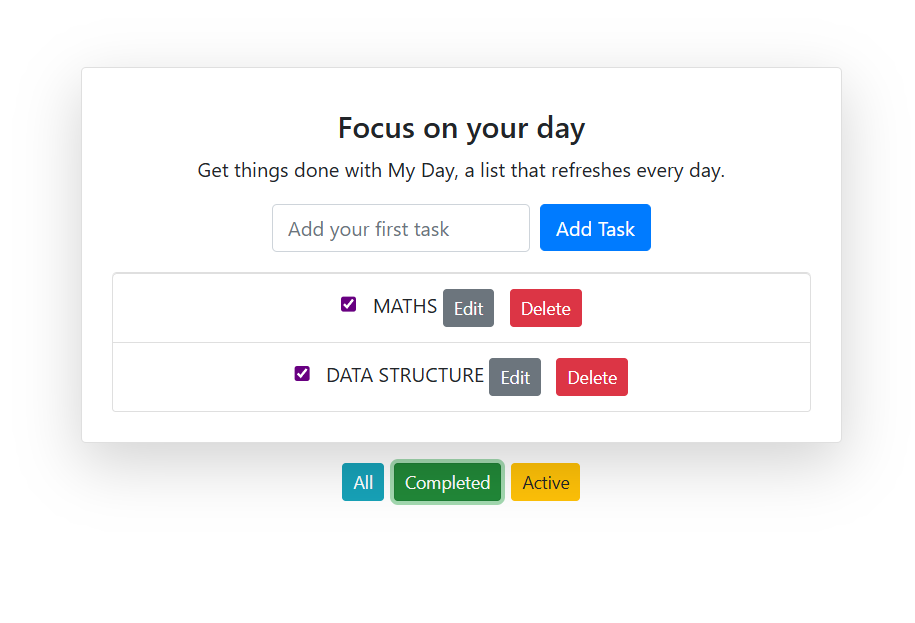 Focus on your day
Get things done with My Day, a list that refreshes every day.
Add your first task Add Task
MATHS Edit Delete
DATA STRUCTURE Edit Delete
All Completed Active